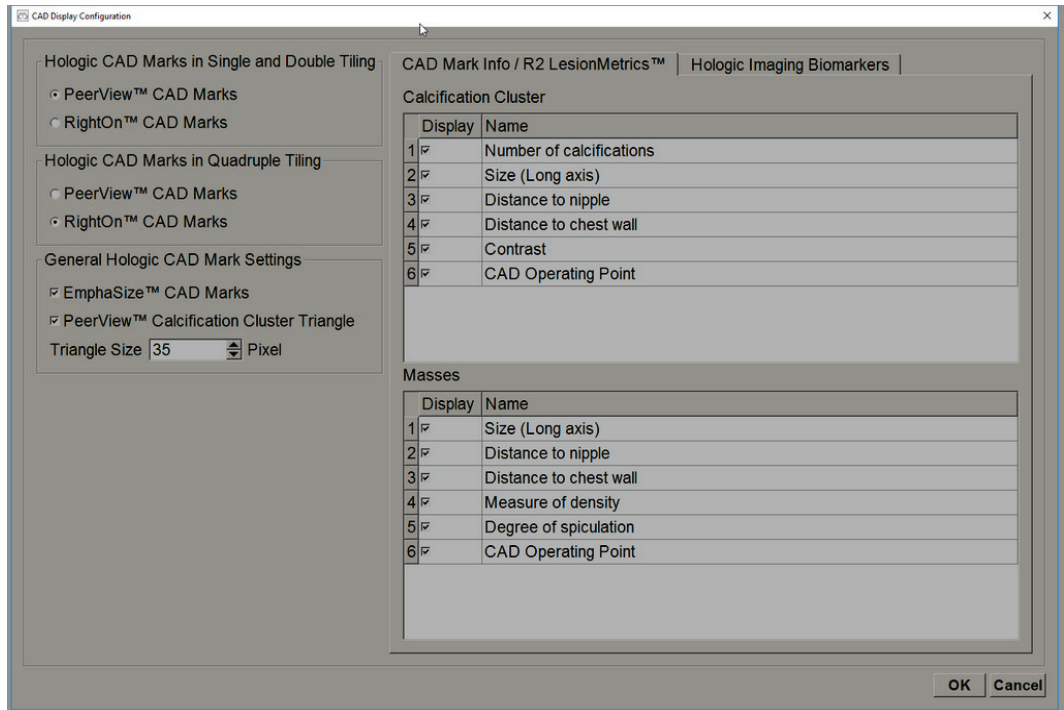 CAD Display Configuration
Hologic CAD Marks in Single and Double Tiling
PeerView™ CAD Marks
RightOn™ CAD Marks
Hologic CAD Marks in Quadruple Tiling
PeerView™ CAD Marks
RightOn™ CAD Marks
General Hologic CAD Mark Settings
EmphaSize™ CAD Marks
PeerView™ Calcification Cluster Triangle
Triangle Size 35 Pixel
CAD Mark Info / R2 LesionMetrics™ Hologic Imaging Biomarkers
Calcification Cluster
Display Name
1 Number of calcifications
2 Size (Long axis)
3 Distance to nipple
4 Distance to chest wall
5 Contrast
6 CAD Operating Point
Masses
Display Name
1 Size (Long axis)
2 Distance to nipple
3 Distance to chest wall
4 Measure of density
5 Degree of spiculation
6 CAD Operating Point
OK Cancel